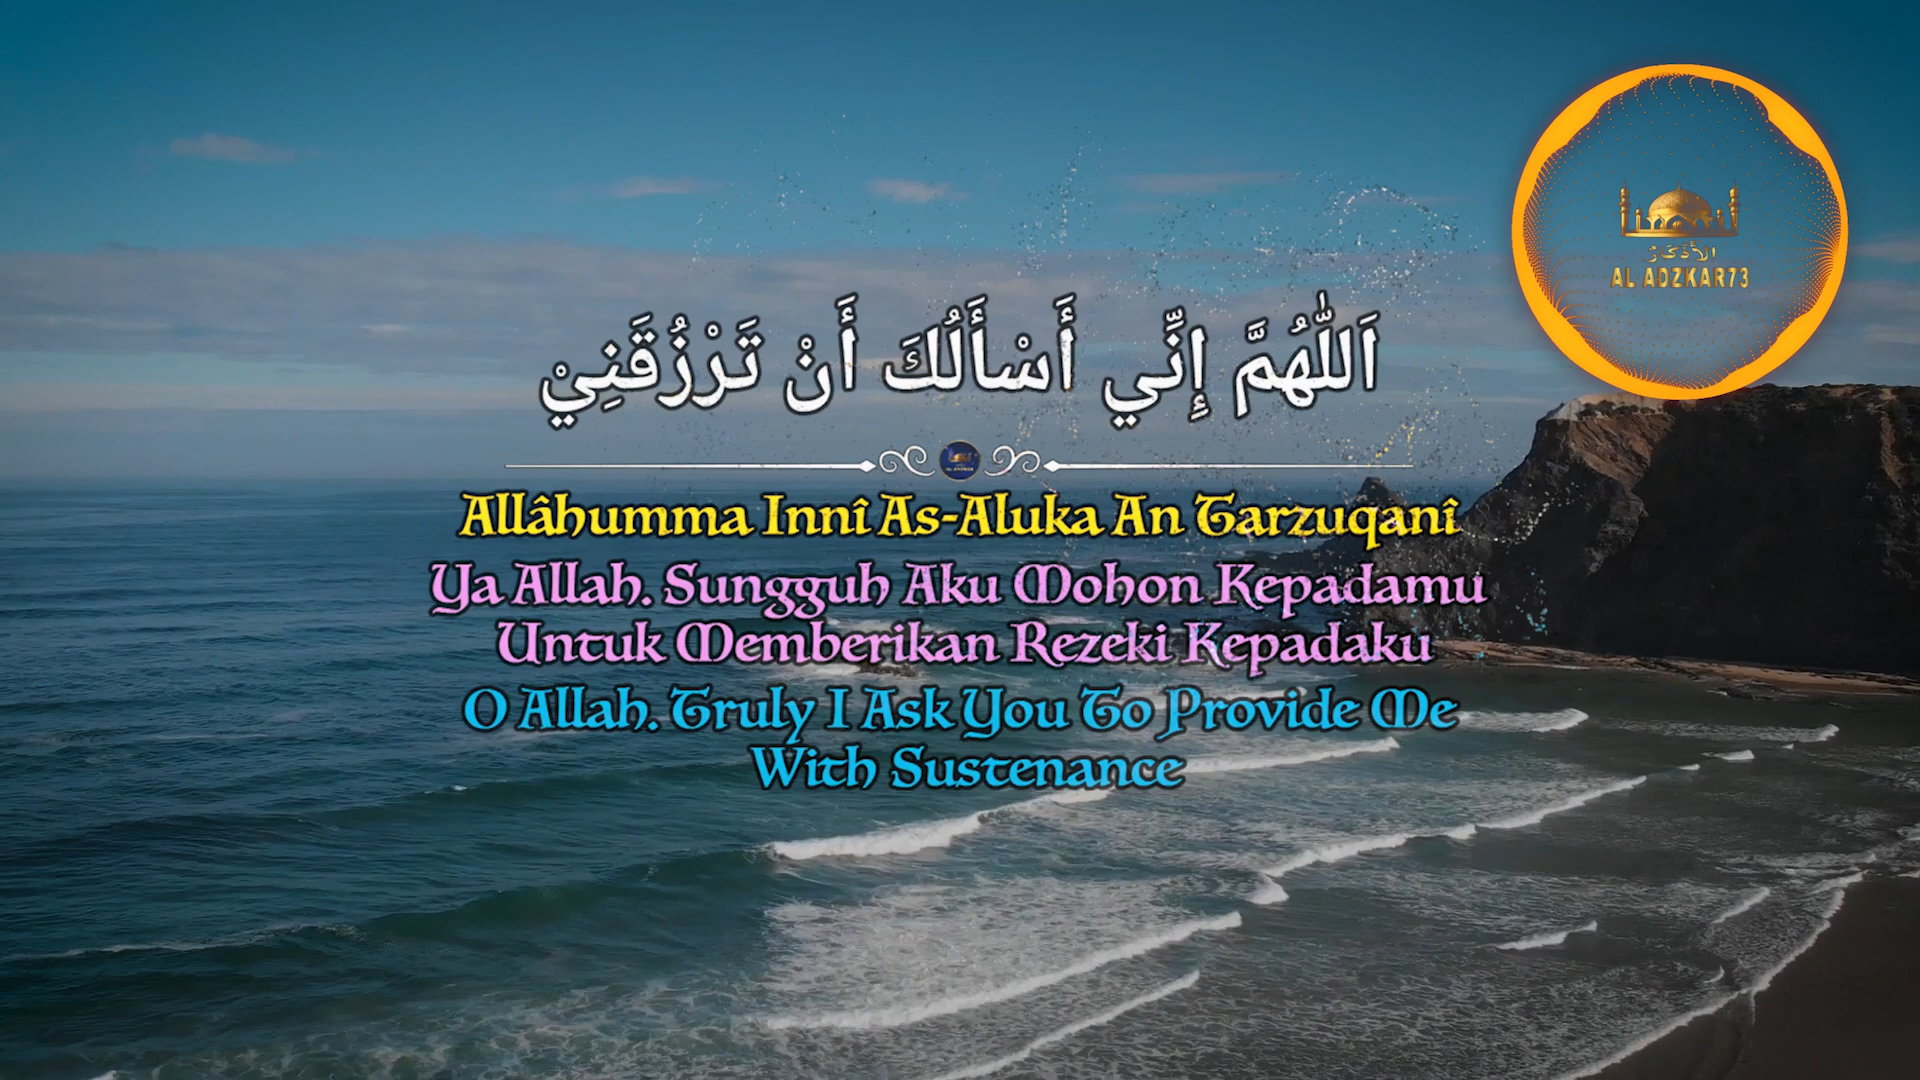 الأذكار
AL ADZKAR73
اَللّٰهُمَّ إِنِّي أَسْأَلُكَ أَنْ تَرْزُقَنِيْ
Allâhumma Innî As-Aluka An Tarzuqanî
Ya Allah. Sungguh Aku Mohon Kepadamu
Untuk Memberikan Rezeki Kepadaku
O Allah. Truly I Ask You To Provide Me
With Sustenance